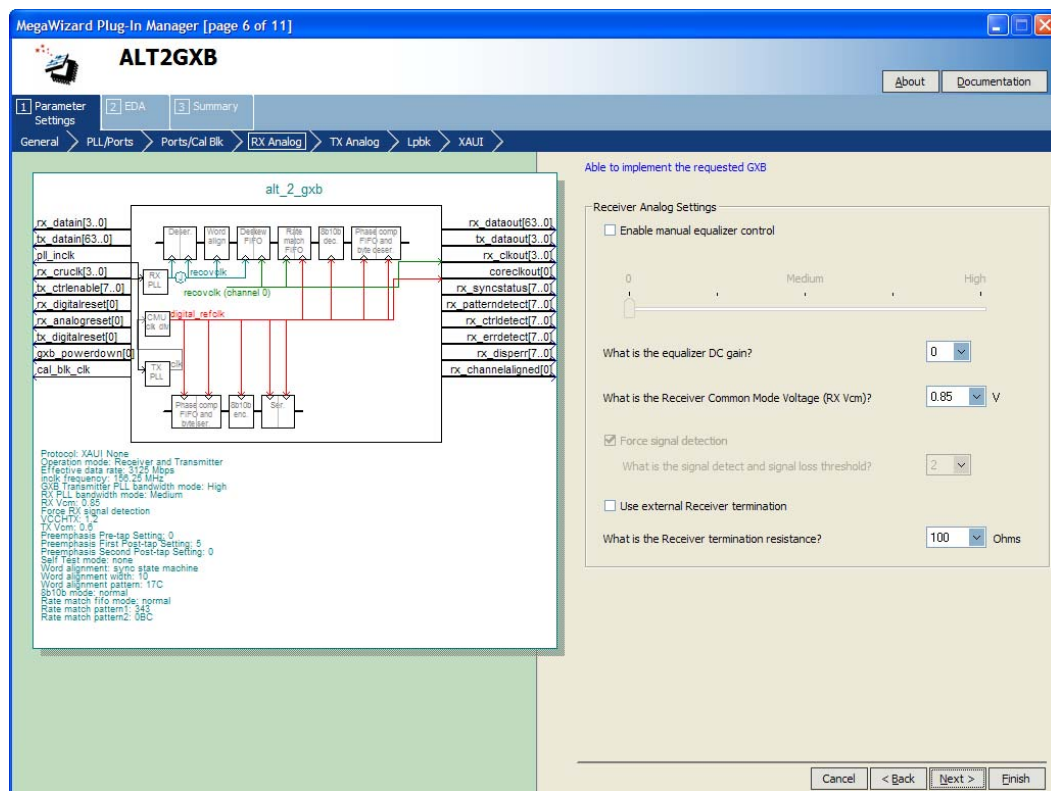 MegaWizard Plug-In Manager [page 6 of 11]
ALT2GXB
About
Documentation
1 Parameter Settings
2 EDA
3 Summary
General
PLL/Ports
Ports/Cal Blk
RX Analog
TX Analog
Lpbk
XAUI
alt_2_gxb
rx_datain[3..0]
tx_datain[63..0]
pll_inclk
rx_cruclk[3..0]
tx_ctrlenable[7..0]
rx_digitalreset[0]
rx_analogreset[0]
tx_digitalreset[0]
gxb_powerdown[0]
cal_blk_clk
Deser.
Word align
Deskew FIFO
Rate match FIFO
8b10b dec.
Phase comp FIFO and byte deser.
RX PLL
recovclk
recovclk (channel 0)
CMU clk div
digital_refclk
TX PLL
clk
Phase comp FIFO and byte ser.
8b10b enc.
Ser.
rx_dataout[63..0]
tx_dataout[3..0]
rx_clkout[3..0]
coreclkout[0]
rx_syncstatus[7..0]
rx_patterndetect[7..0]
rx_ctrldetect[7..0]
rx_errdetect[7..0]
rx_disperr[7..0]
rx_channelaligned[0]
Protocol: XAUI None
Operation mode: Receiver and Transmitter
Effective data rate: 3125 Mbps
inclk frequency: 156.25 MHz
GXB Transmitter PLL bandwidth mode: High
RX PLL bandwidth mode: Medium
RX Vcm: 0.85
Force RX signal detection
VCCHTX: 1.2
TX Vcm: 0.6
Preemphasis Pre-tap Setting: 0
Preemphasis First Post-tap Setting: 5
Preemphasis Second Post-tap Setting: 0
Self Test mode: none
Word alignment: sync state machine
Word alignment width: 10
Word alignment pattern: 17C
8b10b mode: normal
Rate match fifo mode: normal
Rate match pattern1: 343
Rate match pattern2: 0BC
Able to implement the requested GXB
Receiver Analog Settings
Enable manual equalizer control
0 Medium High
What is the equalizer DC gain? 0
What is the Receiver Common Mode Voltage (RX Vcm)? 0.85 V
Force signal detection
What is the signal detect and signal loss threshold? 2
Use external Receiver termination
What is the Receiver termination resistance? 100 Ohms
Cancel
< Back
Next >
Finish